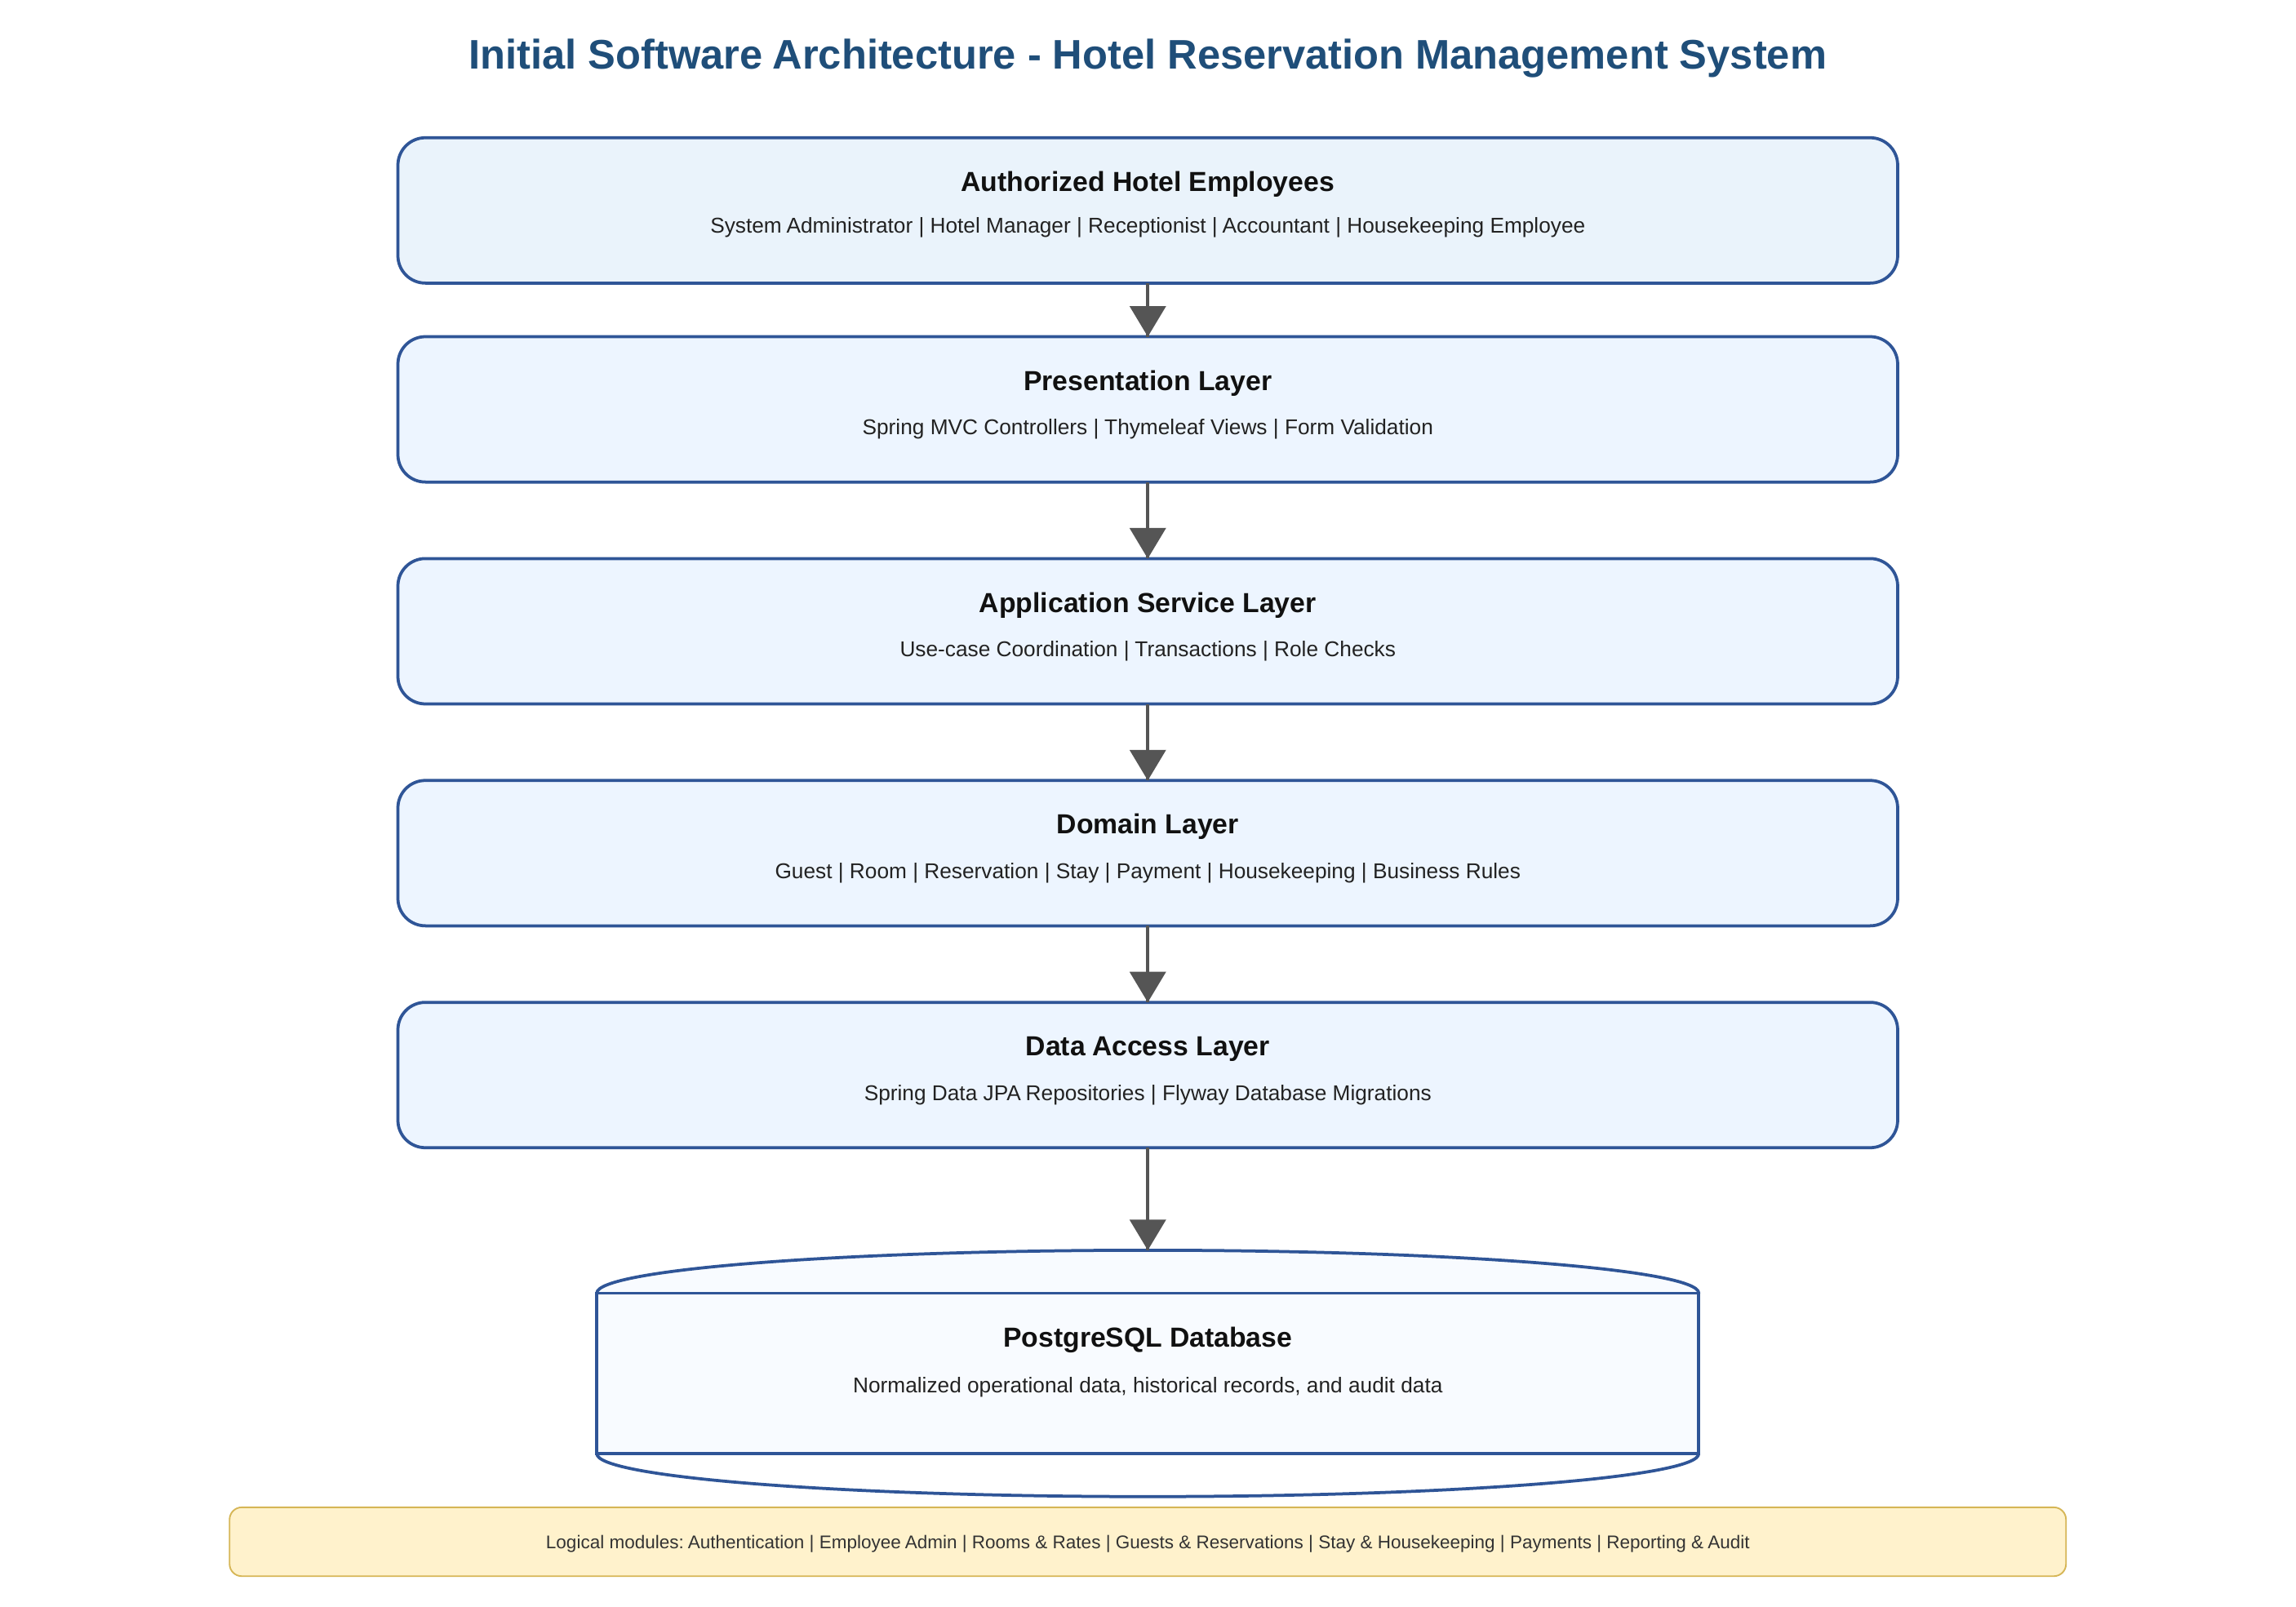 Initial Software Architecture - Hotel Reservation Management System
Authorized Hotel Employees
System Administrator | Hotel Manager | Receptionist | Accountant | Housekeeping Employee
Presentation Layer
Spring MVC Controllers | Thymeleaf Views | Form Validation
Application Service Layer
Use-case Coordination | Transactions | Role Checks
Domain Layer
Guest | Room | Reservation | Stay | Payment | Housekeeping | Business Rules
Data Access Layer
Spring Data JPA Repositories | Flyway Database Migrations
PostgreSQL Database
Normalized operational data, historical records, and audit data
Logical modules: Authentication | Employee Admin | Rooms & Rates | Guests & Reservations | Stay & Housekeeping | Payments | Reporting & Audit